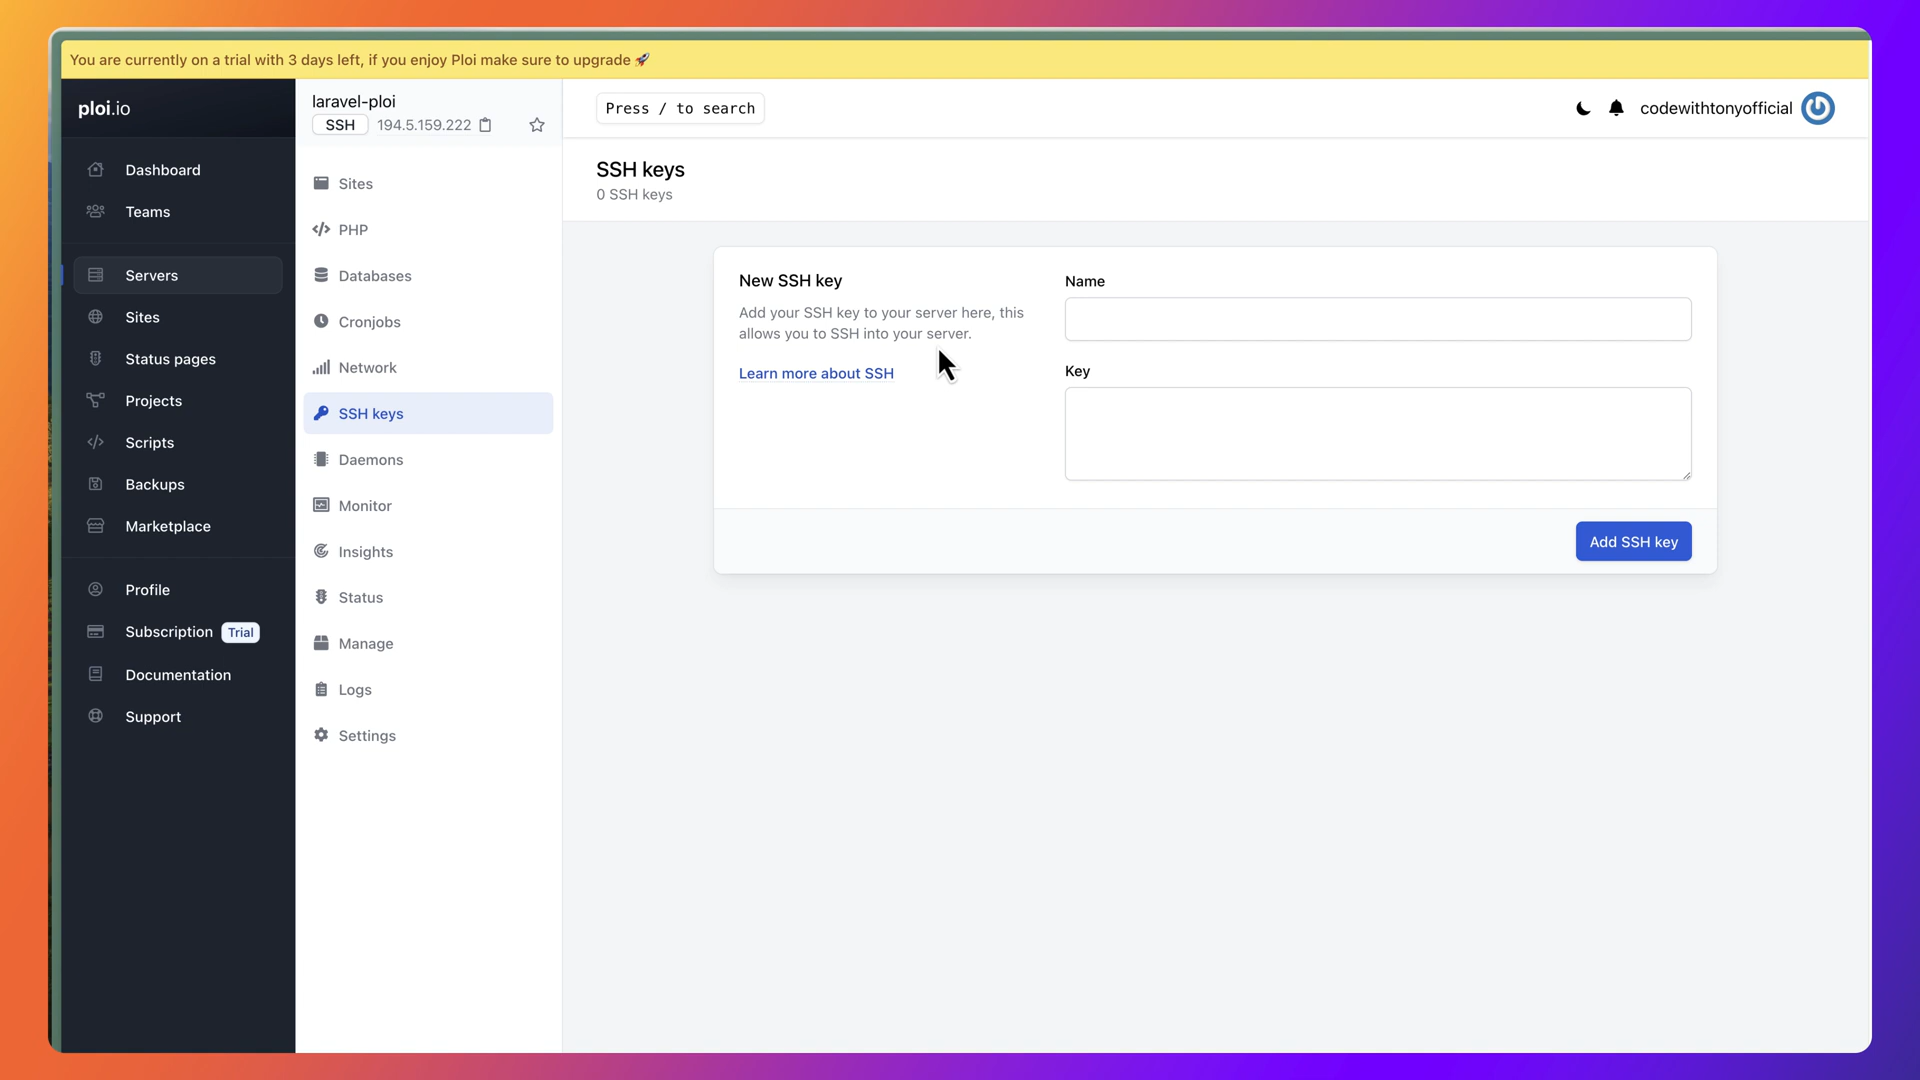 You are currently on a trial with 3 days left, if you enjoy Ploi make sure to upgrade 🚀
ploi.io
Dashboard
Teams
Servers
Sites
Status pages
Projects
Scripts
Backups
Marketplace
Profile
Subscription Trial
Documentation
Support
laravel-ploi
SSH 194.5.159.222
Sites
PHP
Databases
Cronjobs
Network
SSH keys
Daemons
Monitor
Insights
Status
Manage
Logs
Settings
Press / to search
codewithtonyofficial
SSH keys
0 SSH keys
New SSH key
Add your SSH key to your server here, this
allows you to SSH into your server.
Learn more about SSH
Name
Key
Add SSH key